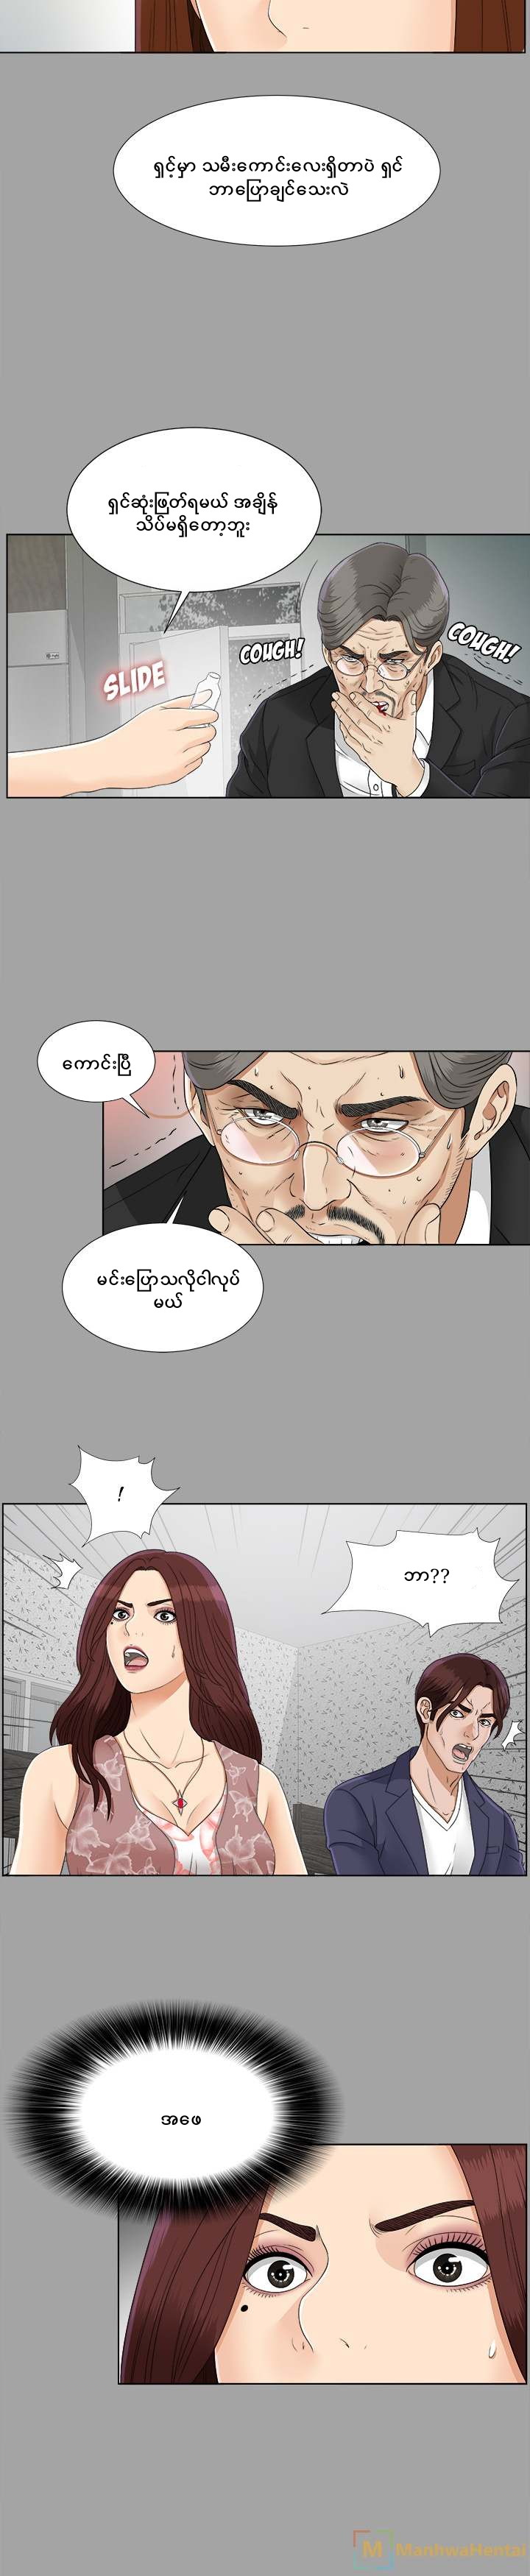 ရှင့်မှာ သမီးကောင်းလေးရှိတာပဲ ရှင်
ဘာပြောချင်သေးလဲ
ရှင်ဆုံးဖြတ်ရမယ် အချိန်
သိပ်မရှိတော့ဘူး
SLIDE
COUGH!
COUGH!
ကောင်းပြီ
မင်းပြောသလိုငါလုပ်
မယ်
!
ဘာ??
အဖေ
M ManhwaHentai